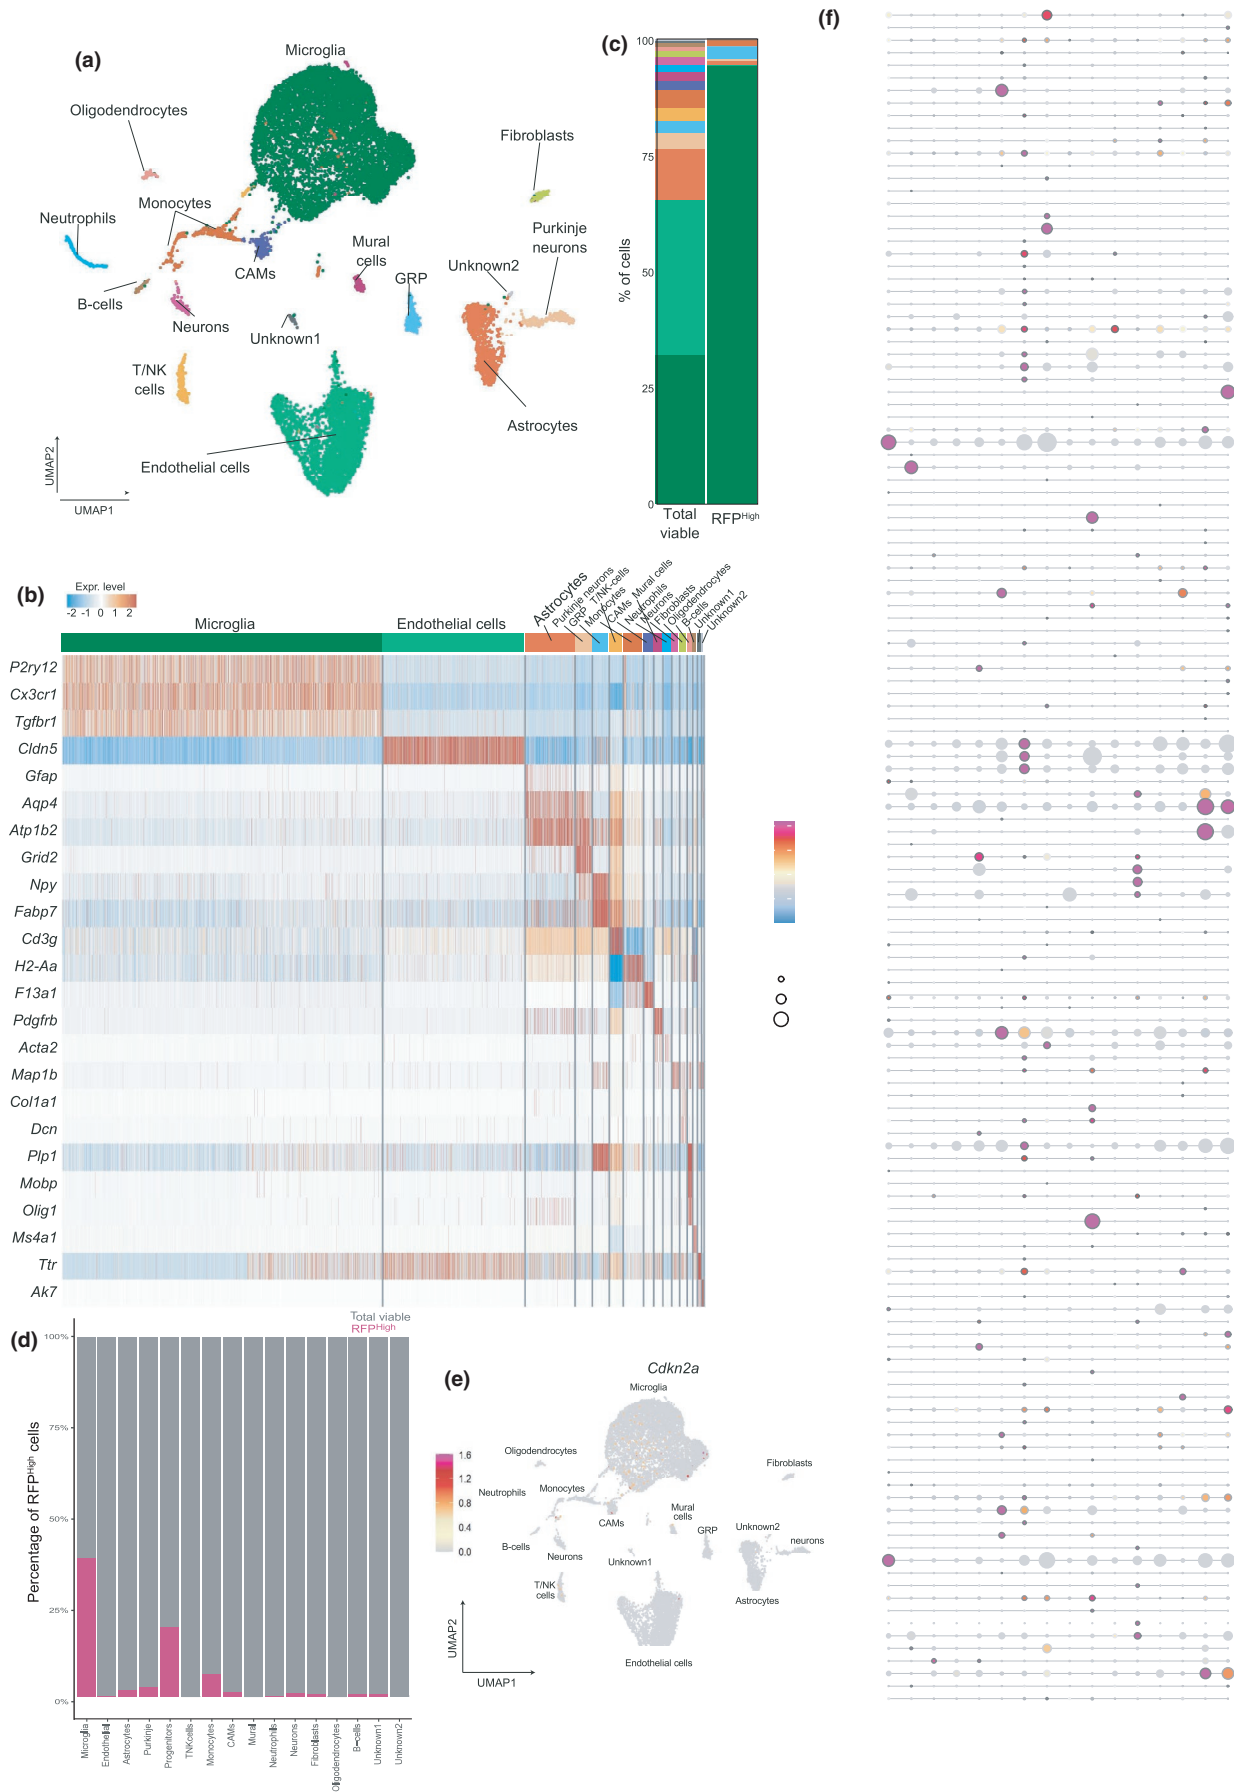 (a)
Microglia
Oligodendrocytes
Fibroblasts
Monocytes
Neutrophils
Purkinje
neurons
CAMs
Mural
cells
GRP
Unknown2
B-cells
Neurons
Unknown1
T/NK
cells
Astrocytes
Endothelial cells
UMAP2
UMAP1
(c)
% of cells
100
75
50
25
0
Total
viable
RFPHigh
(f)
(b)
Expr. level
-2 -1 0 1 2
Microglia
Endothelial cells
Astrocytes
Purkinje neurons
GRP
T/NK-cells
Monocytes
CAMs
Mural cells
Neutrophils
Neurons
Fibroblasts
Oligodendrocytes
B-cells
Unknown1
Unknown2
P2ry12
Cx3cr1
Tgfbr1
Cldn5
Gfap
Aqp4
Atp1b2
Grid2
Npy
Fabp7
Cd3g
H2-Aa
F13a1
Pdgfrb
Acta2
Map1b
Col1a1
Dcn
Plp1
Mobp
Olig1
Ms4a1
Ttr
Ak7
(d)
Total viable
RFPHigh
Percentage of RFPHigh cells
100%
75%
50%
25%
0%
Microglia
Endothelial
Astrocytes
Purkinje
Progenitors
TNKcells
Monocytes
CAMs
Mural
Neutrophils
Neurons
Fibroblasts
Oligodendrocytes
B-cells
Unknown1
Unknown2
(e)
Cdkn2a
1.6
1.2
0.8
0.4
0.0
Microglia
Oligodendrocytes
Fibroblasts
Neutrophils
Monocytes
CAMs
Mural
cells
GRP
Unknown2
neurons
B-cells
Neurons
Unknown1
T/NK
cells
Astrocytes
Endothelial cells
UMAP2
UMAP1